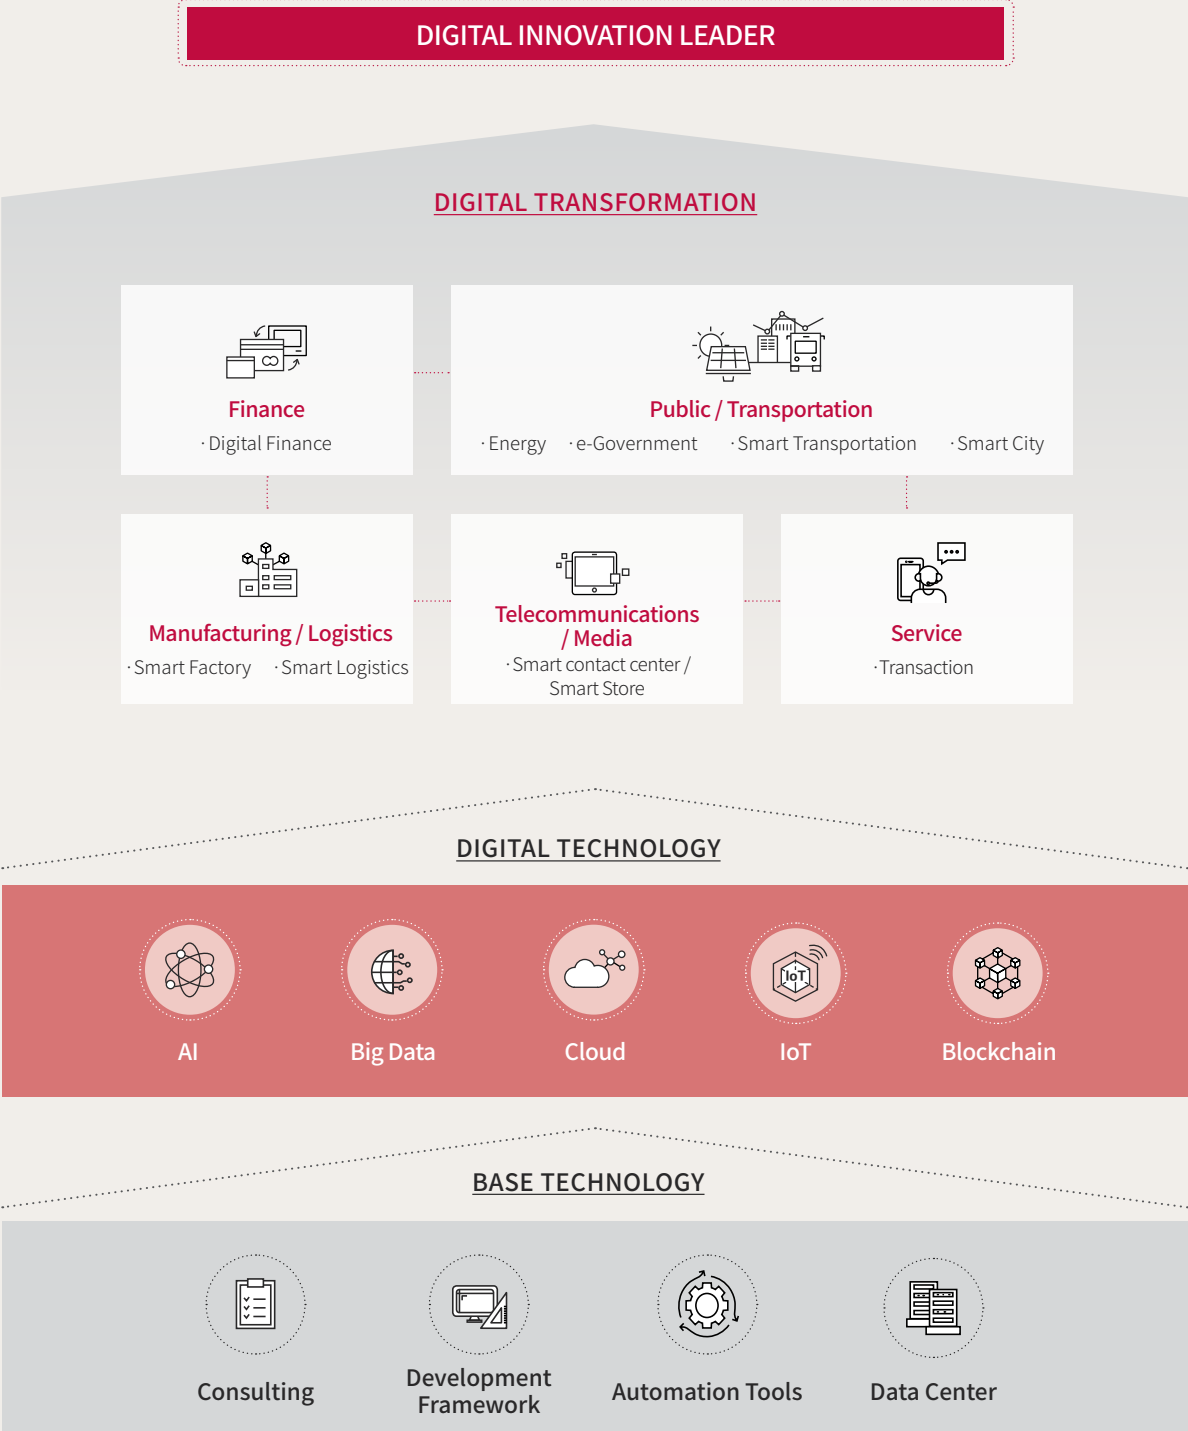 DIGITAL INNOVATION LEADER
DIGITAL TRANSFORMATION
Finance
· Digital Finance
Public / Transportation
· Energy · e-Government · Smart Transportation · Smart City
Manufacturing / Logistics
· Smart Factory · Smart Logistics
Telecommunications
/ Media
· Smart contact center /
Smart Store
Service
· Transaction
DIGITAL TECHNOLOGY
IoT
AI
Big Data
Cloud
IoT
Blockchain
BASE TECHNOLOGY
Consulting
Development
Framework
Automation Tools
Data Center